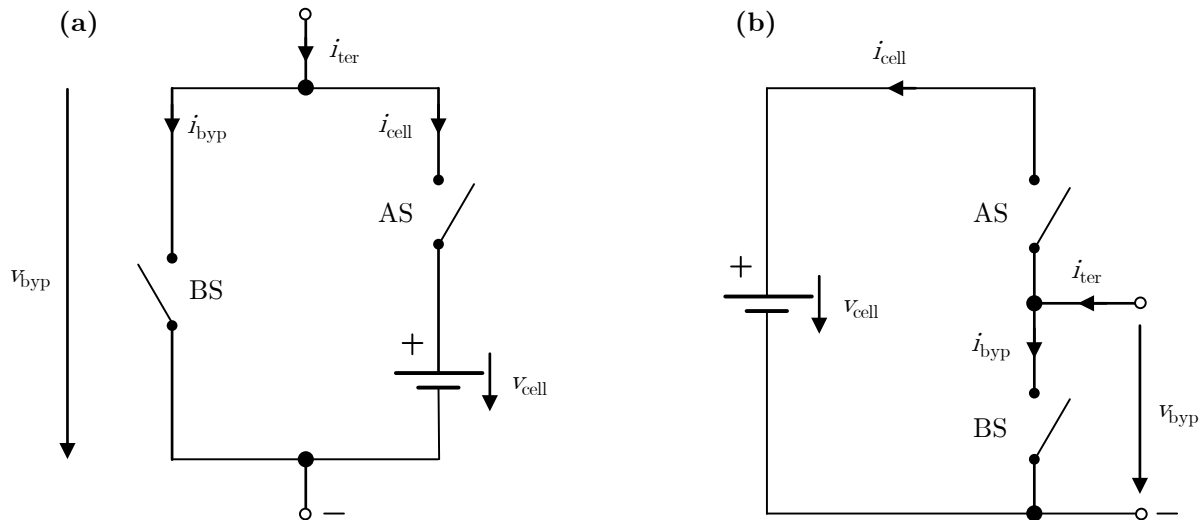 (a)
i_ter
i_byp
i_cell
AS
v_byp
BS
+
v_cell
−
(b)
i_cell
AS
+
i_ter
v_cell
i_byp
BS
v_byp
−